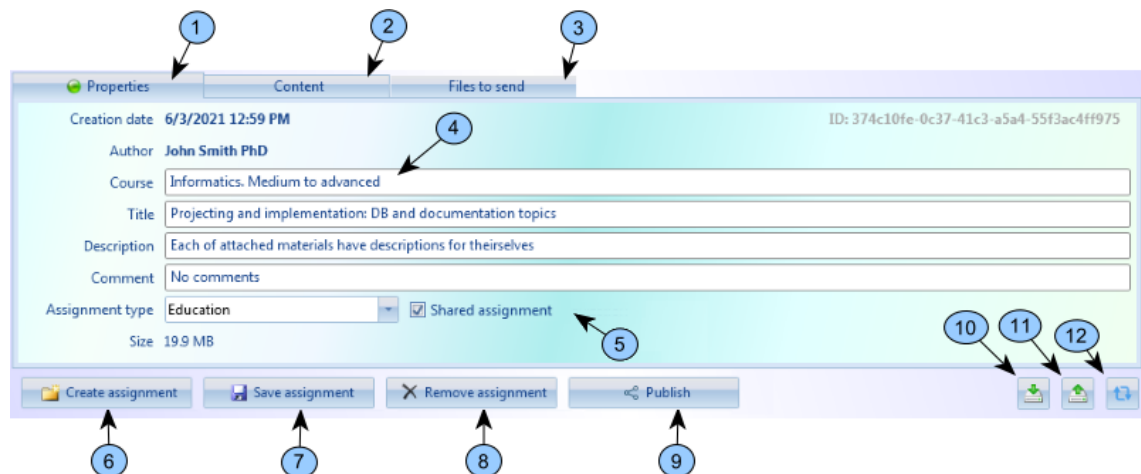 1
2
3
Properties
Content
Files to send
Creation date 6/3/2021 12:59 PM
ID: 374c10fe-0c37-41c3-a5a4-55f3ac4ff975
4
Author John Smith PhD
Course Informatics. Medium to advanced
Title Projecting and implementation: DB and documentation topics
Description Each of attached materials have descriptions for theirselves
Comment No comments
Assignment type Education
Shared assignment
5
10
11
12
Size 19.9 MB
Create assignment
Save assignment
Remove assignment
Publish
6
7
8
9